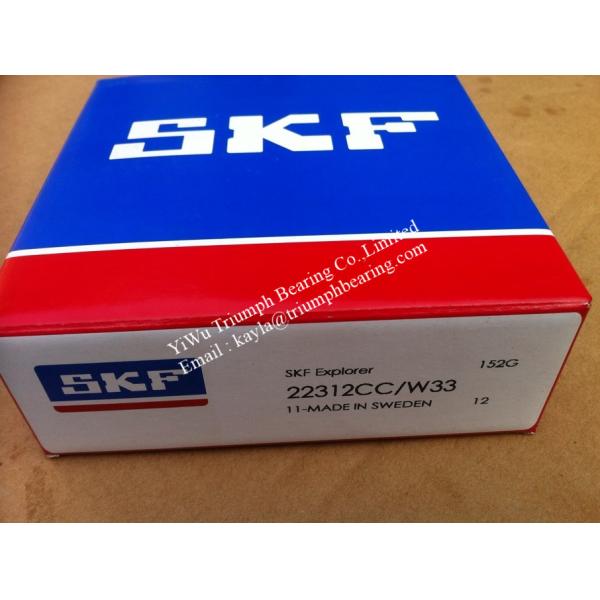 SKF
YiWu Triumph Bearing Co.,Limited
Email : kayla@triumphbearing.com
SKF
SKF Explorer 152G
22312CC/W33
11-MADE IN SWEDEN 12